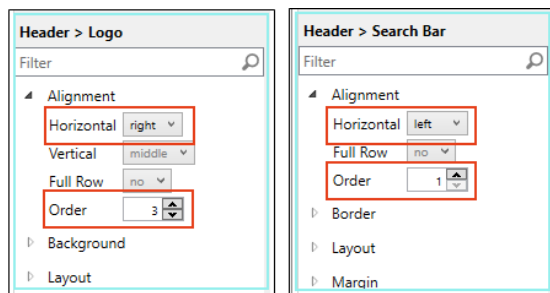 Header > Logo
Filter
Alignment
Horizontal right
Vertical middle
Full Row no
Order 3
Background
Layout
Header > Search Bar
Filter
Alignment
Horizontal left
Full Row no
Order 1
Border
Layout
Margin